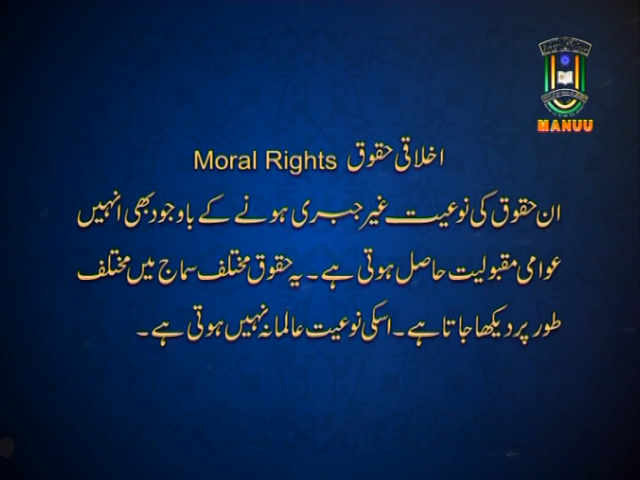 MANUU
اخلاقی حقوق Moral Rights
ان حقوق کی نوعیت غیر جبری ہونے کے باوجود بھی انہیں
عوامی مقبولیت حاصل ہوتی ہے۔ یہ حقوق مختلف سماج میں مختلف
طور پر دیکھا جاتا ہے۔ اسکی نوعیت عالمانہ نہیں ہوتی ہے۔